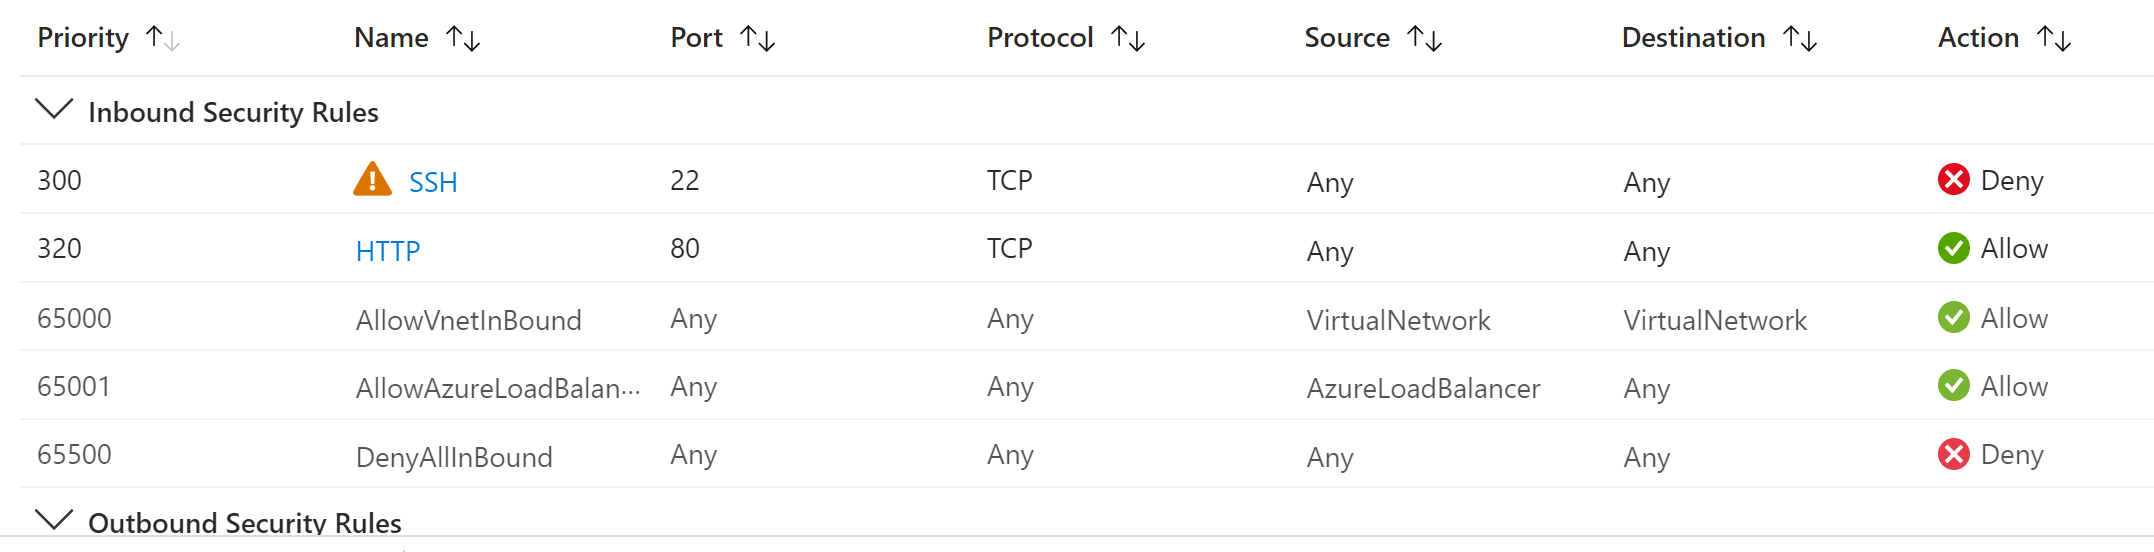 Priority Name Port Protocol Source Destination Action
Inbound Security Rules
300 SSH 22 TCP Any Any Deny
320 HTTP 80 TCP Any Any Allow
65000 AllowVnetInBound Any Any VirtualNetwork VirtualNetwork Allow
65001 AllowAzureLoadBalan··· Any Any AzureLoadBalancer Any Allow
65500 DenyAllInBound Any Any Any Any Deny
Outbound Security Rules